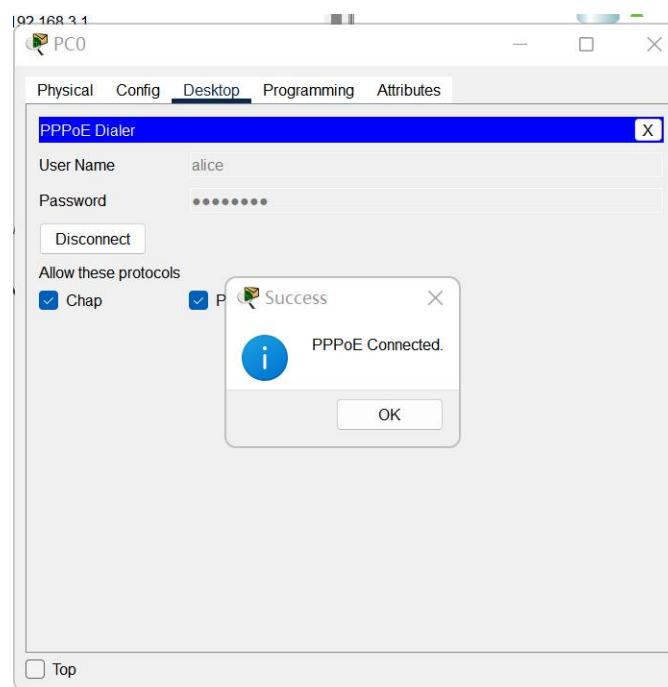 192.168.3.1
PC0
Physical Config Desktop Programming Attributes
PPPoE Dialer X
User Name alice
Password ●●●●●●●●
Disconnect
Allow these protocols
Chap P
Success
PPPoE Connected.
OK
Top